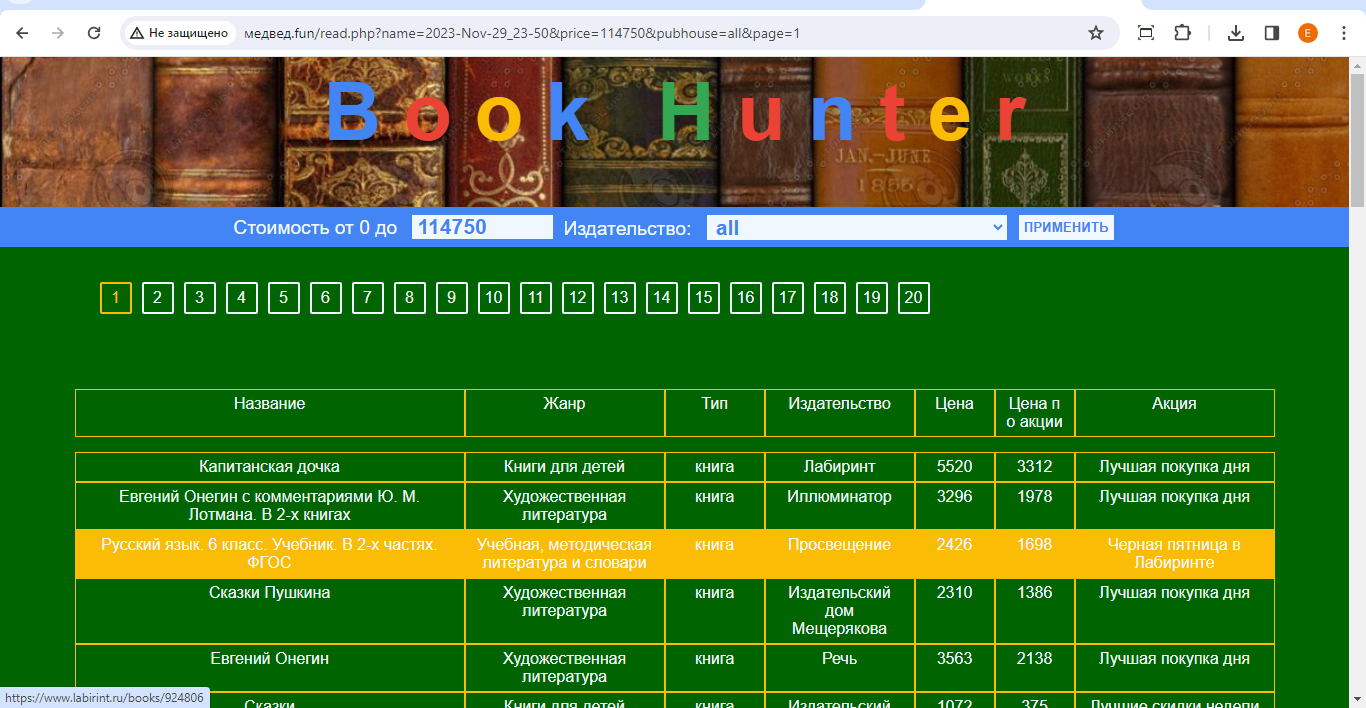 Не защищено
медвед.fun/read.php?name=2023-Nov-29_23-50&price=114750&pubhouse=all&page=1
E
Book Hunter
WORKS
JAN.–JUNE
1855.
Стоимость от 0 до 114750 Издательство: all ПРИМЕНИТЬ
1 2 3 4 5 6 7 8 9 10 11 12 13 14 15 16 17 18 19 20
Название Жанр Тип Издательство Цена Цена п
о акции Акция
Капитанская дочка Книги для детей книга Лабиринт 5520 3312 Лучшая покупка дня
Евгений Онегин с комментариями Ю. М.
Лотмана. В 2-х книгах Художественная
литература книга Иллюминатор 3296 1978 Лучшая покупка дня
Русский язык. 6 класс. Учебник. В 2-х частях.
ФГОС Учебная, методическая
литература и словари книга Просвещение 2426 1698 Черная пятница в
Лабиринте
Сказки Пушкина Художественная
литература книга Издательский
дом
Мещерякова 2310 1386 Лучшая покупка дня
Евгений Онегин Художественная
литература книга Речь 3563 2138 Лучшая покупка дня
Сказки Книги для детей книга Издательский 1072 375 Лучшие скидки недели
https://www.labirint.ru/books/924806